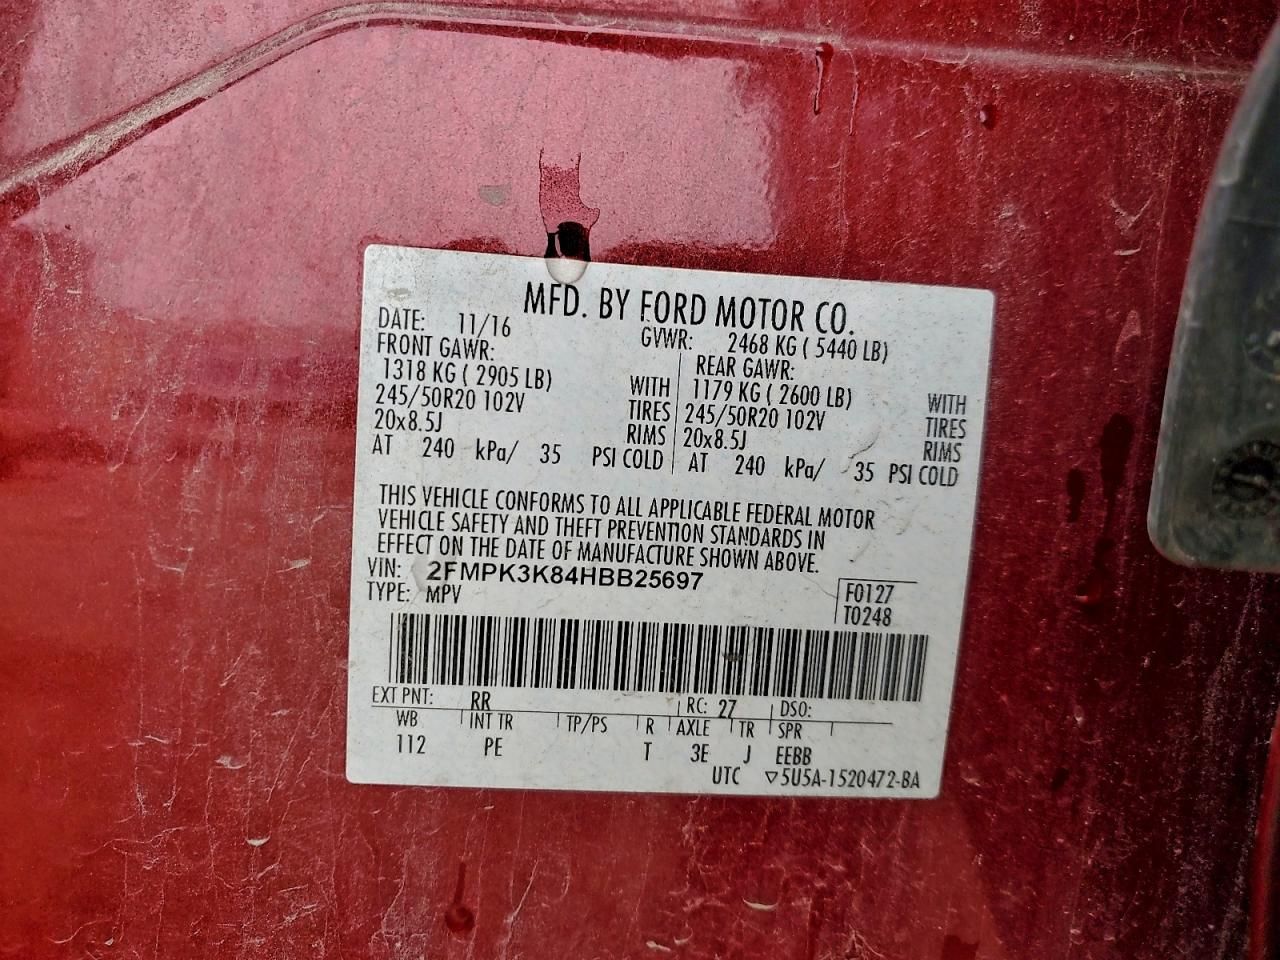 MFD. BY FORD MOTOR CO.
DATE: 11/16 GVWR: 2468 KG ( 5440 LB)
FRONT GAWR: REAR GAWR:
1318 KG ( 2905 LB) WITH 1179 KG ( 2600 LB) WITH
245/50R20 102V TIRES 245/50R20 102V TIRES
20x8.5J RIMS 20x8.5J RIMS
AT 240 kPa/ 35 PSI COLD AT 240 kPa/ 35 PSI COLD
THIS VEHICLE CONFORMS TO ALL APPLICABLE FEDERAL MOTOR
VEHICLE SAFETY AND THEFT PREVENTION STANDARDS IN
EFFECT ON THE DATE OF MANUFACTURE SHOWN ABOVE.
VIN: 2FMPK3K84HBB25697
TYPE: MPV
F0127
T0248
EXT PNT: RR RC: 27 DSO:
WB INT TR TP/PS R AXLE TR SPR
112 PE T 3E J EEBB
UTC ▽5U5A-1520472-BA